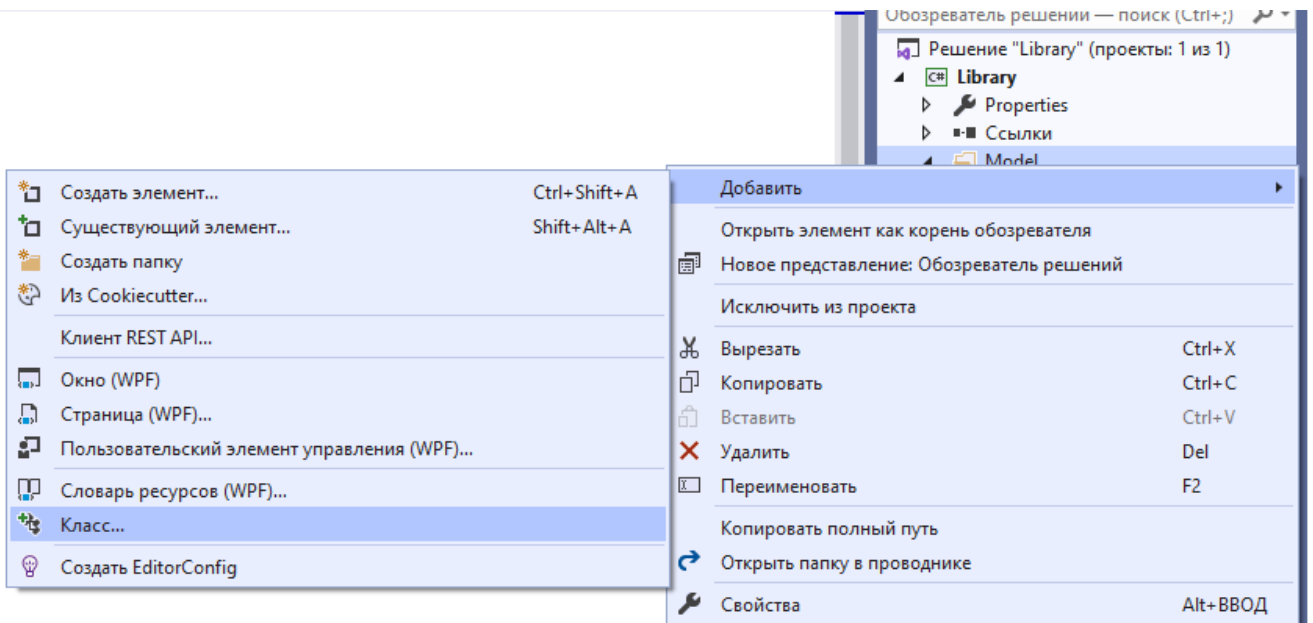 Обозреватель решений — поиск (Ctrl+;)
Решение "Library" (проекты: 1 из 1)
C# Library
Properties
Ссылки
Model
Создать элемент... Ctrl+Shift+A
Существующий элемент... Shift+Alt+A
Создать папку
Из Cookiecutter...
Клиент REST API...
Окно (WPF)
Страница (WPF)...
Пользовательский элемент управления (WPF)...
Словарь ресурсов (WPF)...
Класс...
Создать EditorConfig
Добавить
Открыть элемент как корень обозревателя
Новое представление: Обозреватель решений
Исключить из проекта
Вырезать Ctrl+X
Копировать Ctrl+C
Вставить Ctrl+V
Удалить Del
Переименовать F2
Копировать полный путь
Открыть папку в проводнике
Свойства Alt+ВВОД